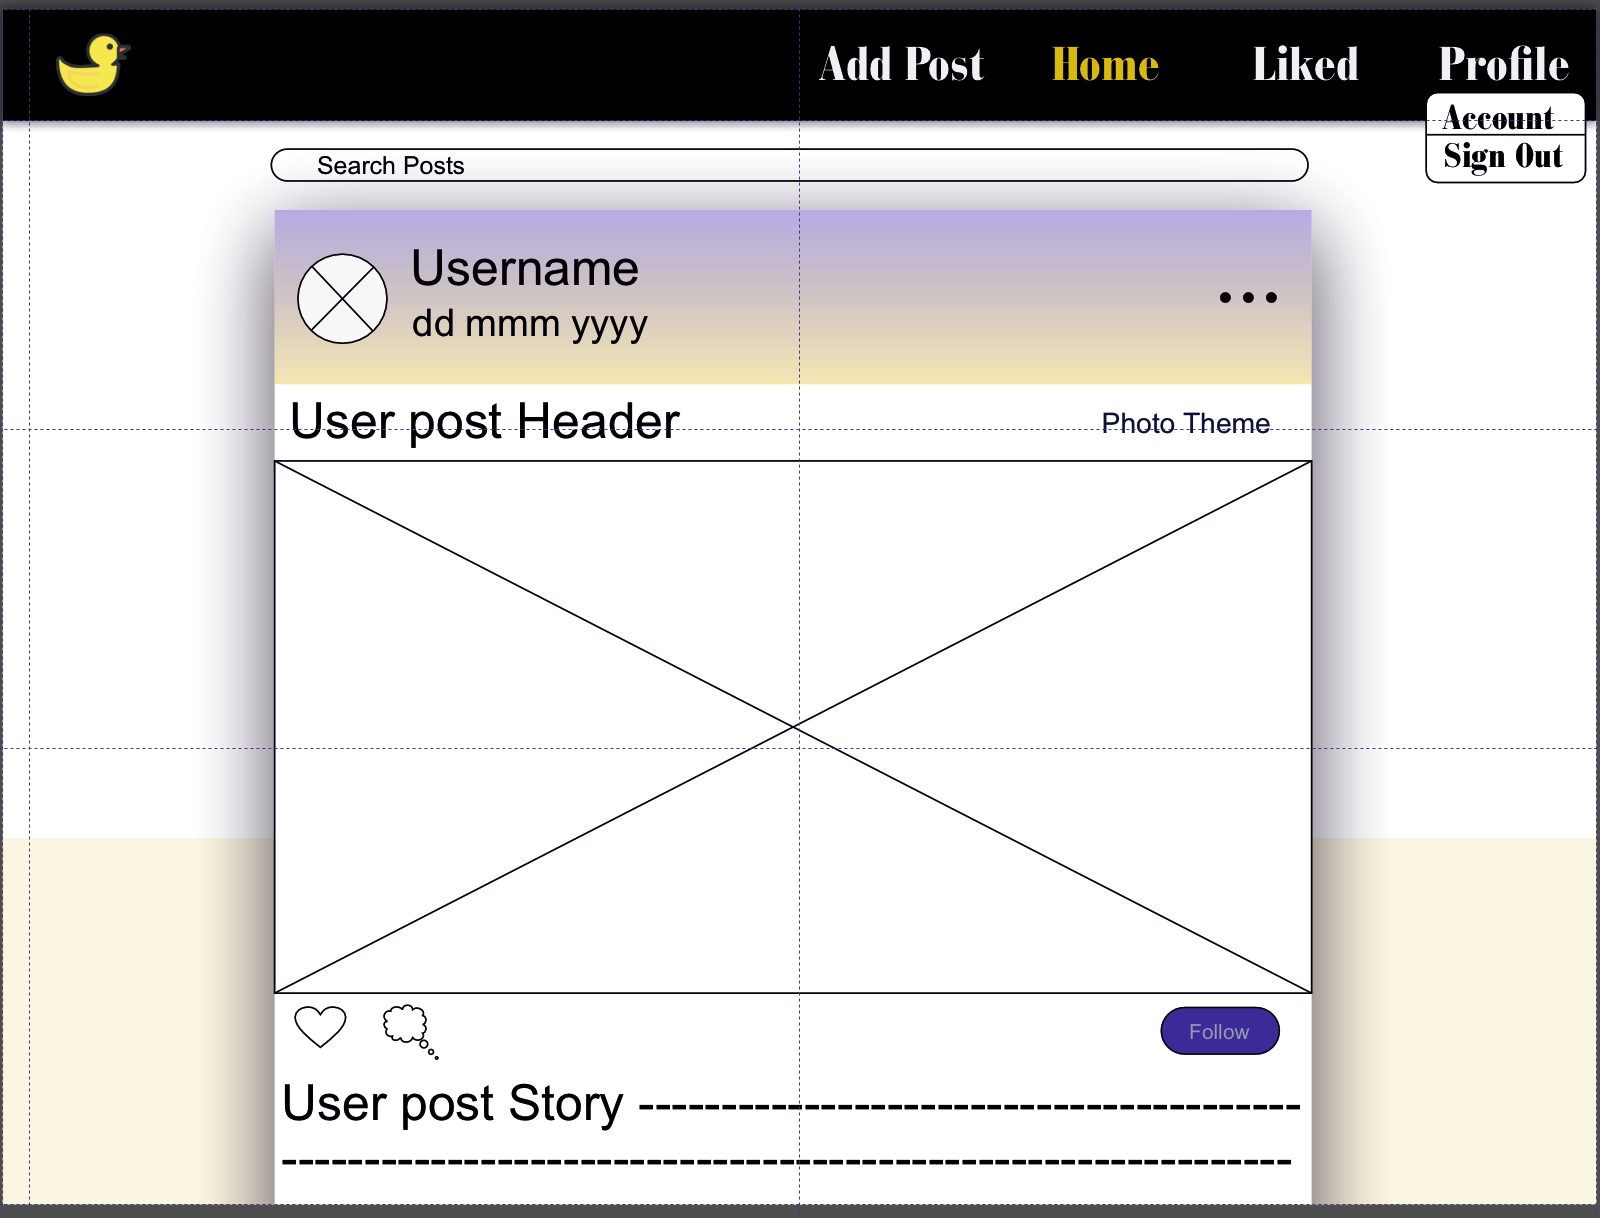 Add Post Home Liked Profile
Account
Sign Out
Search Posts
Username
dd mmm yyyy
User post Header
Photo Theme
Follow
User post Story